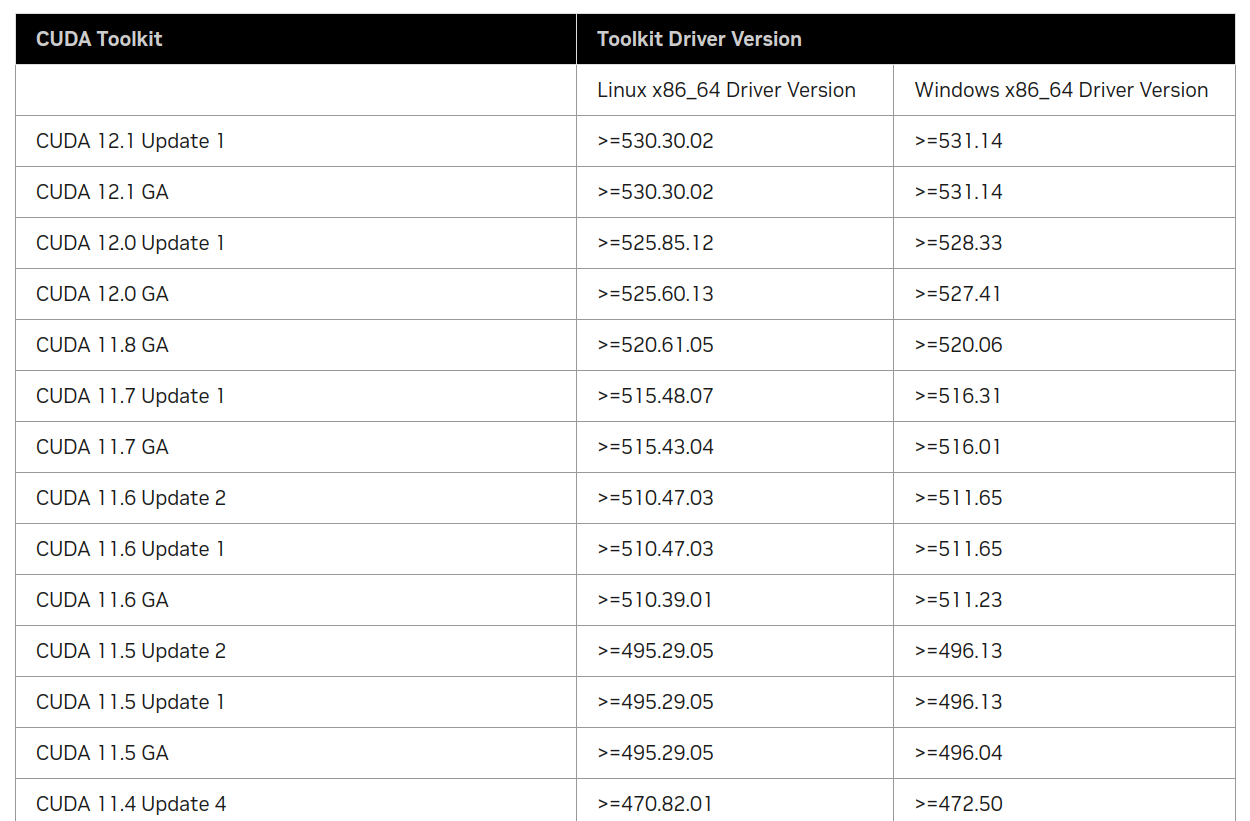 CUDA Toolkit Toolkit Driver Version
Linux x86_64 Driver Version Windows x86_64 Driver Version
CUDA 12.1 Update 1 >=530.30.02 >=531.14
CUDA 12.1 GA >=530.30.02 >=531.14
CUDA 12.0 Update 1 >=525.85.12 >=528.33
CUDA 12.0 GA >=525.60.13 >=527.41
CUDA 11.8 GA >=520.61.05 >=520.06
CUDA 11.7 Update 1 >=515.48.07 >=516.31
CUDA 11.7 GA >=515.43.04 >=516.01
CUDA 11.6 Update 2 >=510.47.03 >=511.65
CUDA 11.6 Update 1 >=510.47.03 >=511.65
CUDA 11.6 GA >=510.39.01 >=511.23
CUDA 11.5 Update 2 >=495.29.05 >=496.13
CUDA 11.5 Update 1 >=495.29.05 >=496.13
CUDA 11.5 GA >=495.29.05 >=496.04
CUDA 11.4 Update 4 >=470.82.01 >=472.50